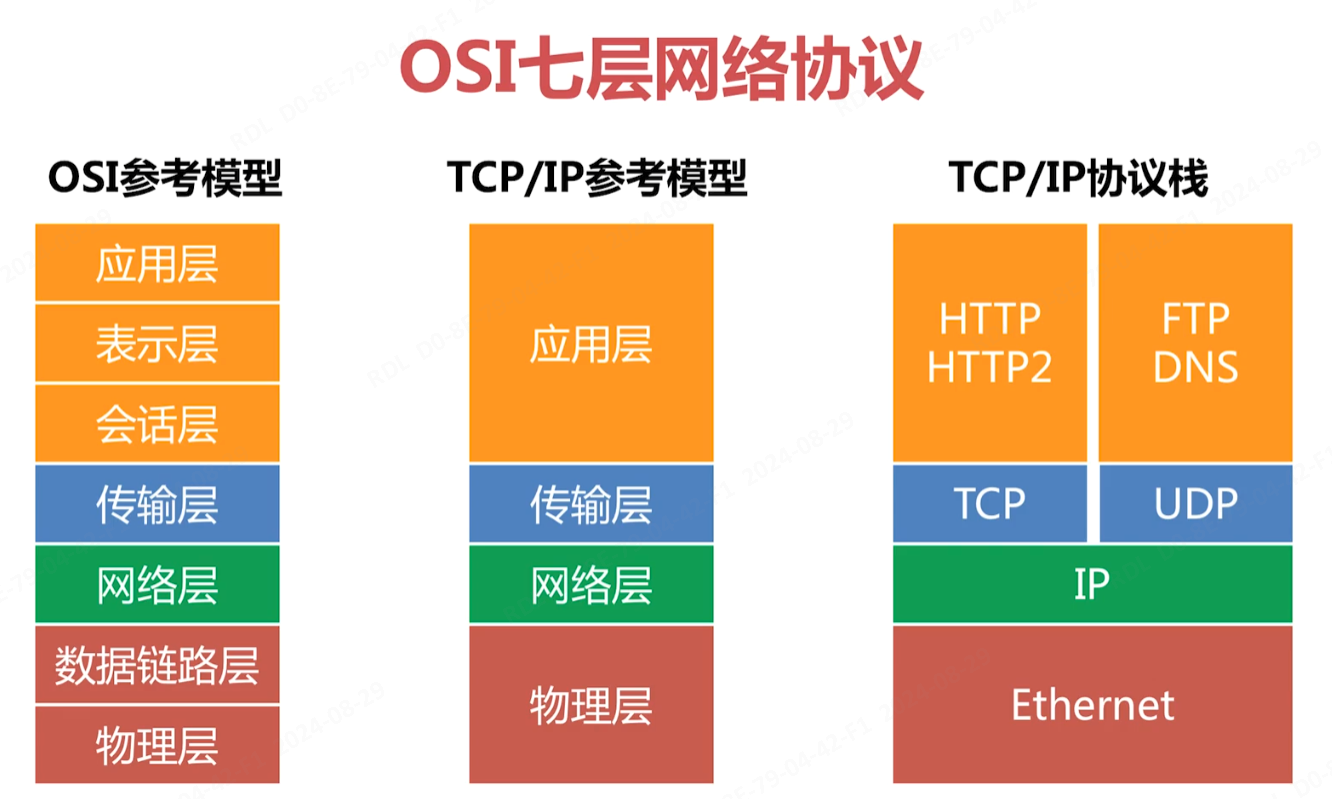 OSI七层网络协议
OSI参考模型
应用层
表示层
会话层
传输层
网络层
数据链路层
物理层
TCP/IP参考模型
应用层
传输层
网络层
物理层
TCP/IP协议栈
HTTP
HTTP2
FTP
DNS
TCP
UDP
IP
Ethernet